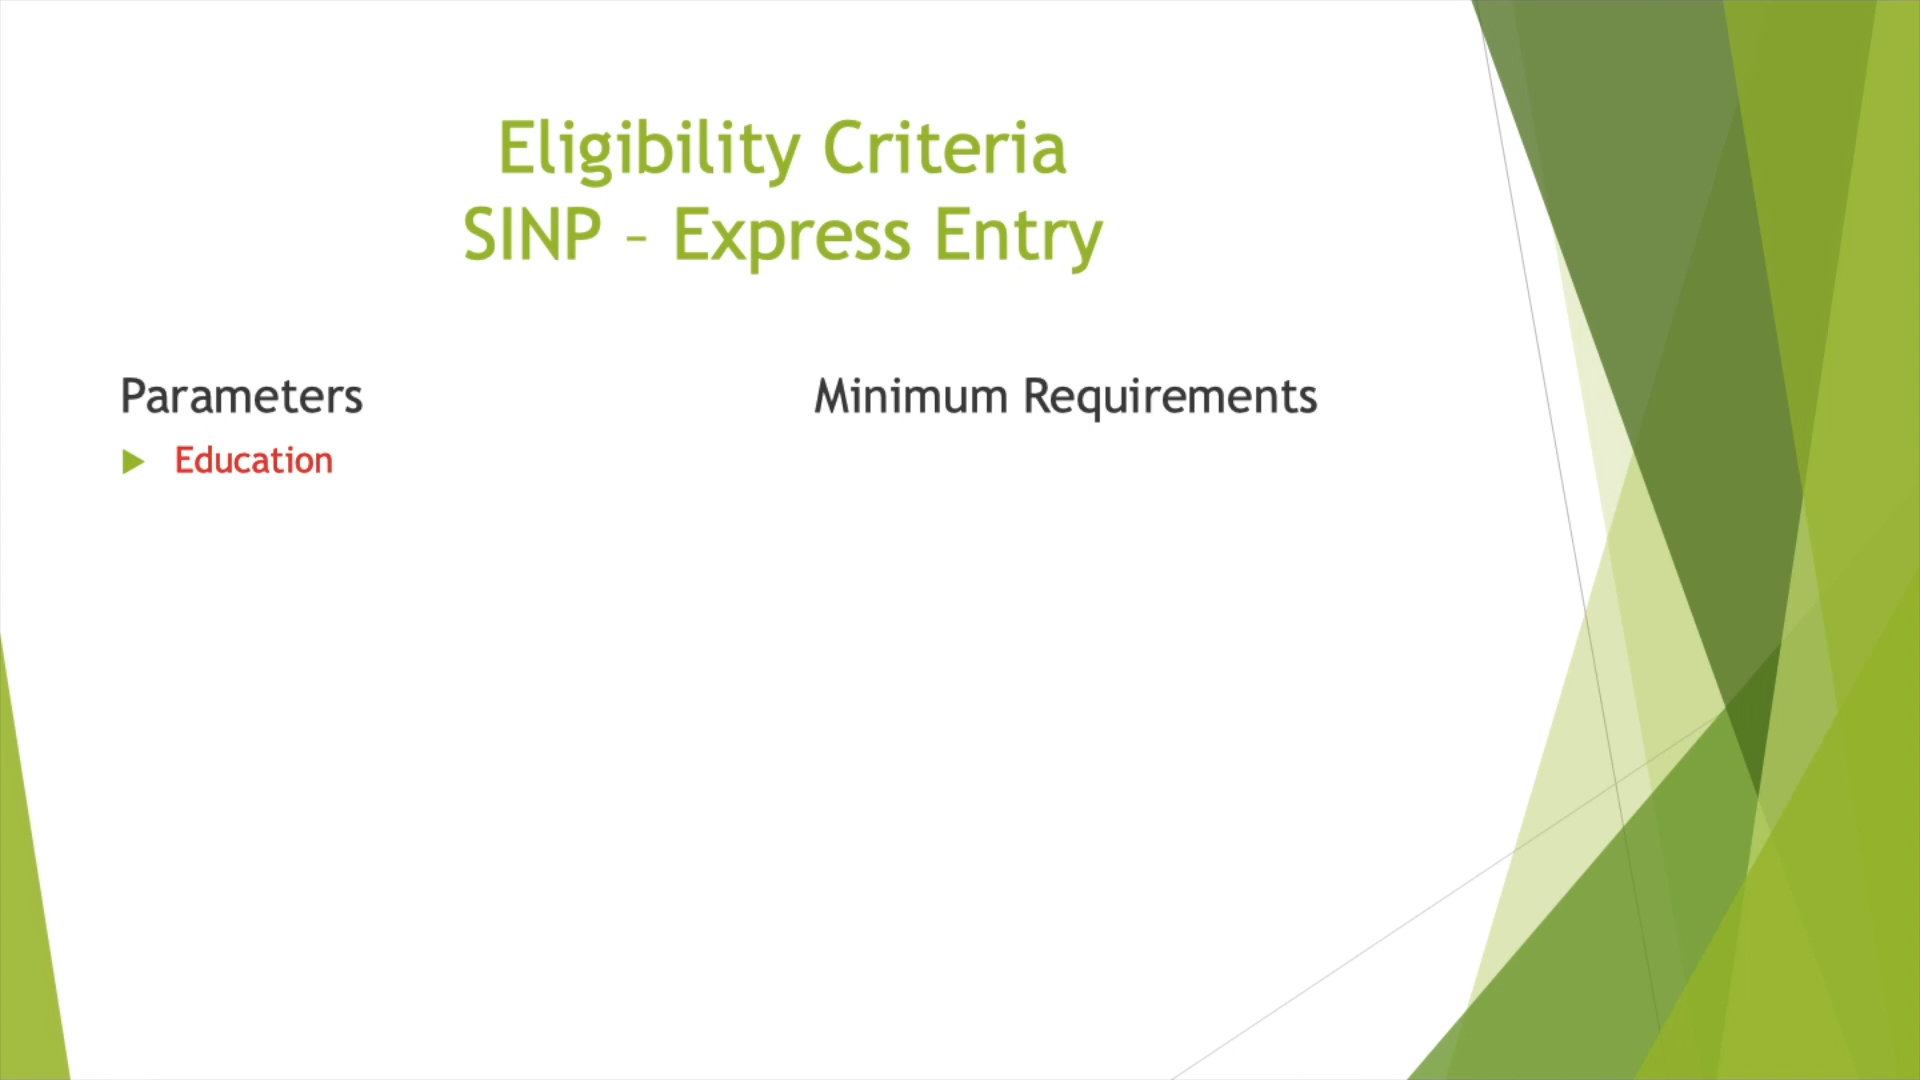 Eligibility Criteria
SINP – Express Entry
Parameters
Minimum Requirements
Education